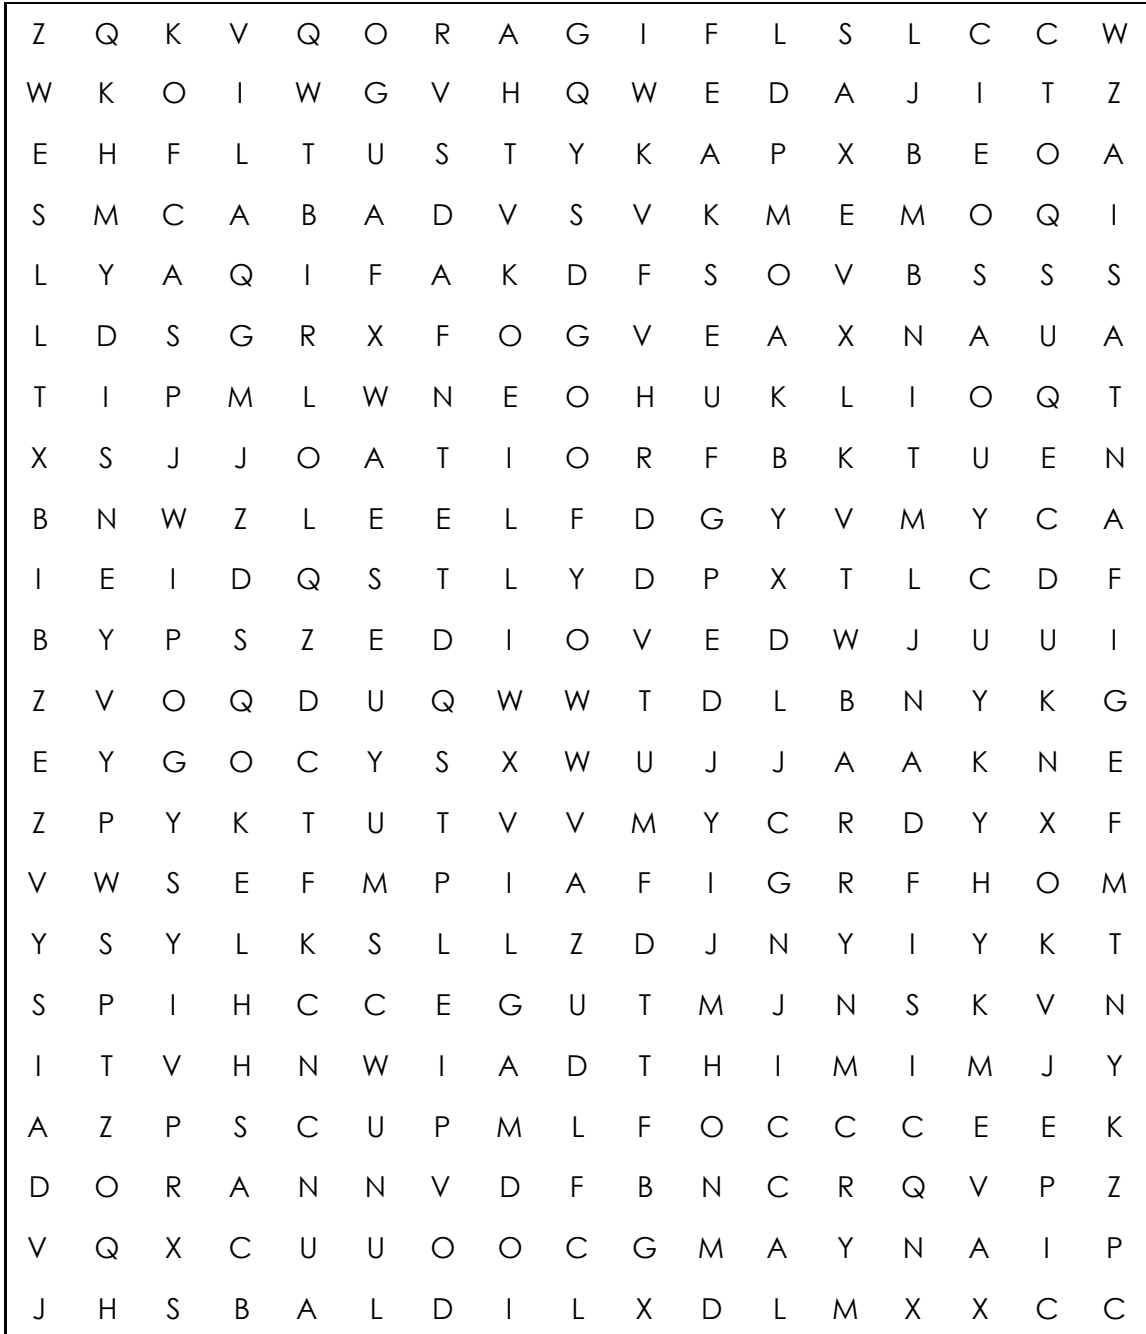 Z Q K V Q O R A G I F L S L C C W
W K O I W G V H Q W E D A J I T Z
E H F L T U S T Y K A P X B E O A
S M C A B A D V S V K M E M O Q I
L Y A Q I F A K D F S O V B S S S
L D S G R X F O G V E A X N A U A
T I P M L W N E O H U K L I O Q T
X S J J O A T I O R F B K T U E N
B N W Z L E E L F D G Y V M Y C A
I E I D Q S T L Y D P X T L C D F
B Y P S Z E D I O V E D W J U U I
Z V O Q D U Q W W T D L B N Y K G
E Y G O C Y S X W U J J A A K N E
Z P Y K T U T V V M Y C R D Y X F
V W S E F M P I A F I G R F H O M
Y S Y L K S L L Z D J N Y I Y K T
S P I H C C E G U T M J N S K V N
I T V H N W I A D T H I M I M J Y
A Z P S C U P M L F O C C C E E K
D O R A N N V D F B N C R Q V P Z
V Q X C U U O O C G M A Y N A I P
J H S B A L D I L X D L M X X C C